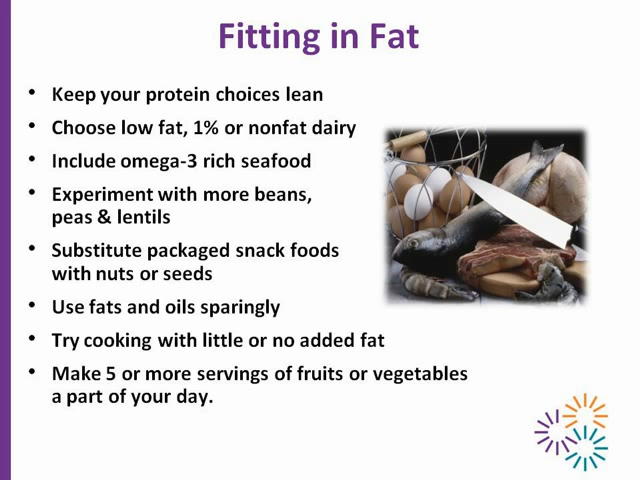 Fitting in Fat
• Keep your protein choices lean
• Choose low fat, 1% or nonfat dairy
• Include omega-3 rich seafood
• Experiment with more beans,
peas & lentils
• Substitute packaged snack foods
with nuts or seeds
• Use fats and oils sparingly
• Try cooking with little or no added fat
• Make 5 or more servings of fruits or vegetables
a part of your day.